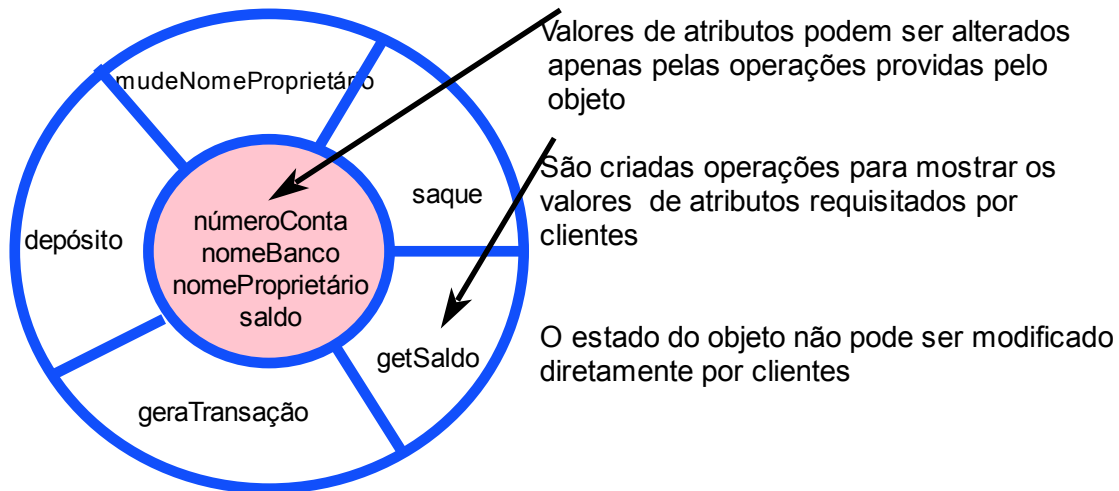 mudeNomeProprietário
saque
depósito
númeroConta
nomeBanco
nomeProprietário
saldo
getSaldo
geraTransação
Valores de atributos podem ser alterados
apenas pelas operações providas pelo
objeto
São criadas operações para mostrar os
valores de atributos requisitados por
clientes
O estado do objeto não pode ser modificado
diretamente por clientes